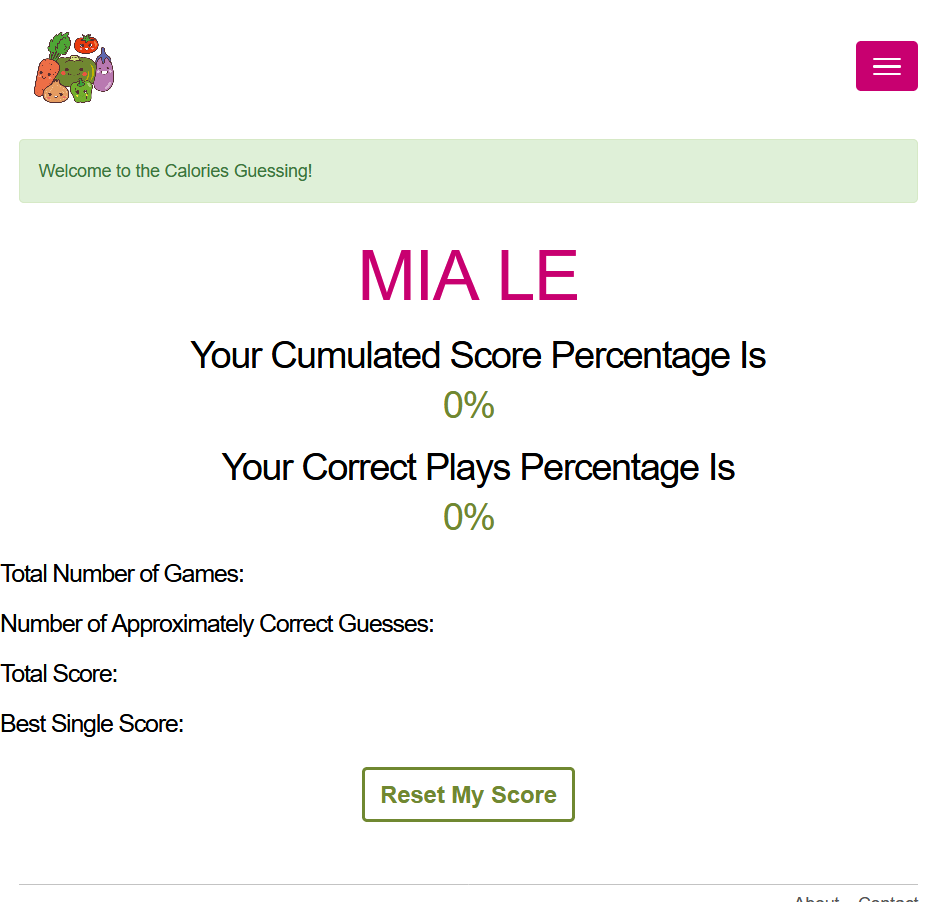 Welcome to the Calories Guessing!
MIA LE
Your Cumulated Score Percentage Is
0%
Your Correct Plays Percentage Is
0%
Total Number of Games:
Number of Approximately Correct Guesses:
Total Score:
Best Single Score:
Reset My Score
About Contact